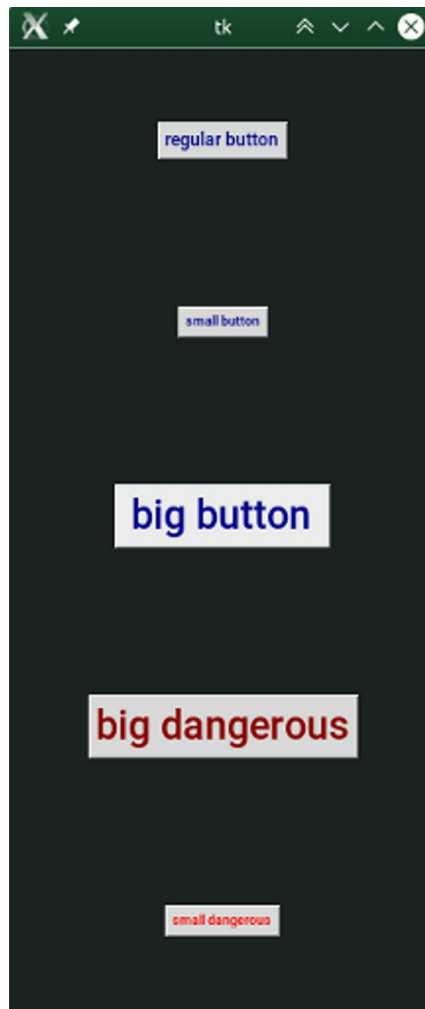 tk
regular button
small button
big button
big dangerous
small dangerous